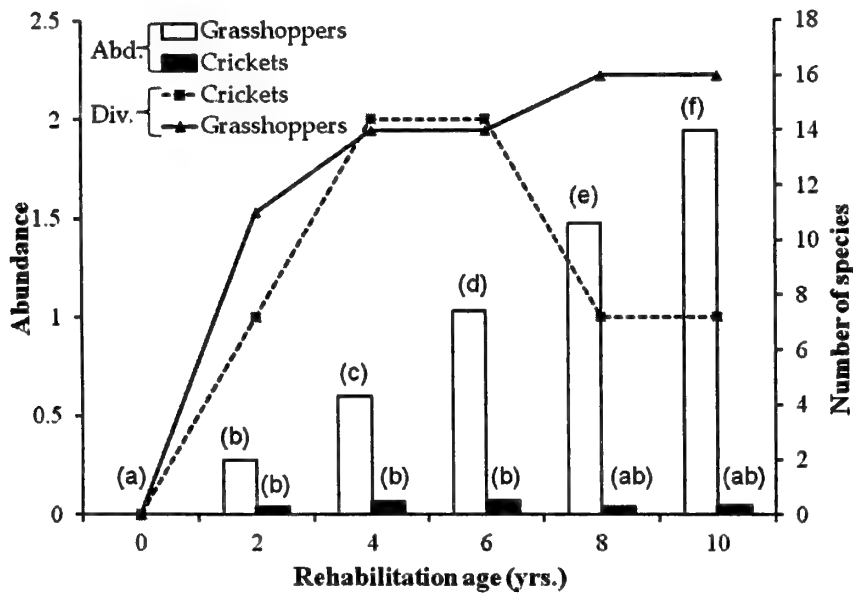 Abd.
Grasshoppers
Crickets
Div.
Crickets
Grasshoppers
Abundance
2.5
2
1.5
1
0.5
0
Number of species
18
16
14
12
10
8
6
4
2
0
(a)
(b)
(b)
(c)
(b)
(d)
(b)
(e)
(ab)
(f)
(ab)
0 2 4 6 8 10
Rehabilitation age (yrs.)